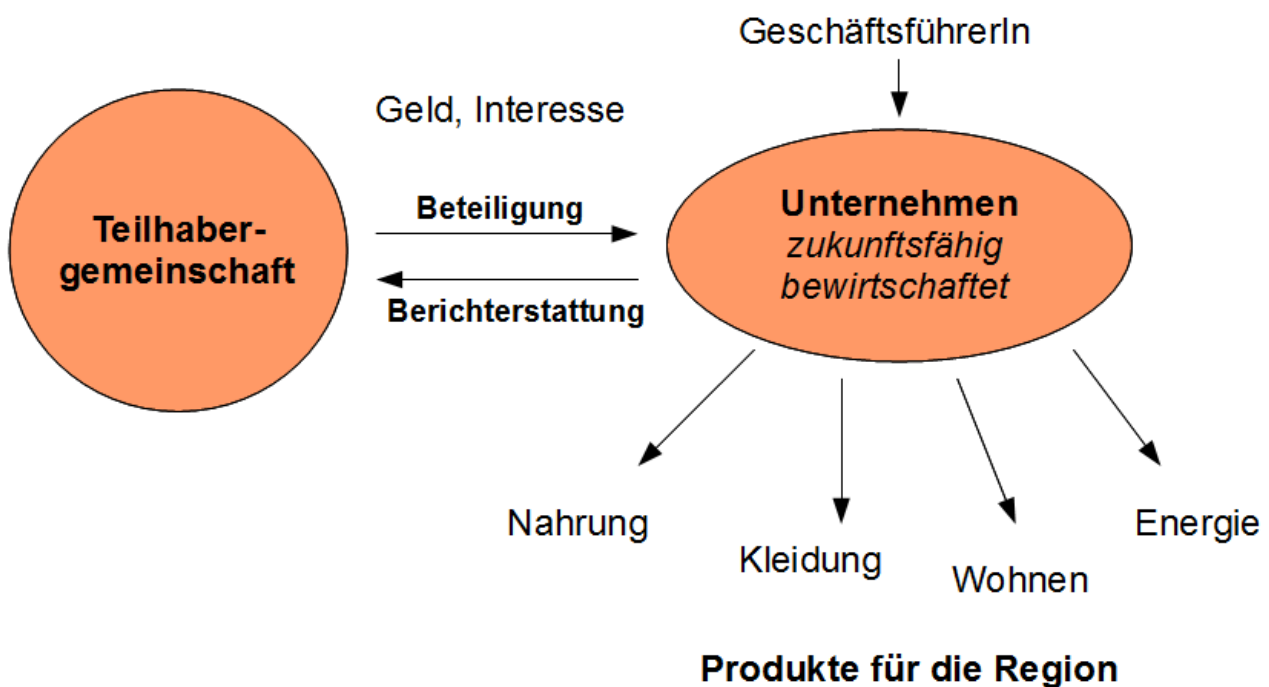 GeschäftsführerIn
Geld, Interesse
Teilhaber-
gemeinschaft
Beteiligung
Berichterstattung
Unternehmen
zukunftsfähig
bewirtschaftet
Nahrung
Kleidung
Wohnen
Energie
Produkte für die Region